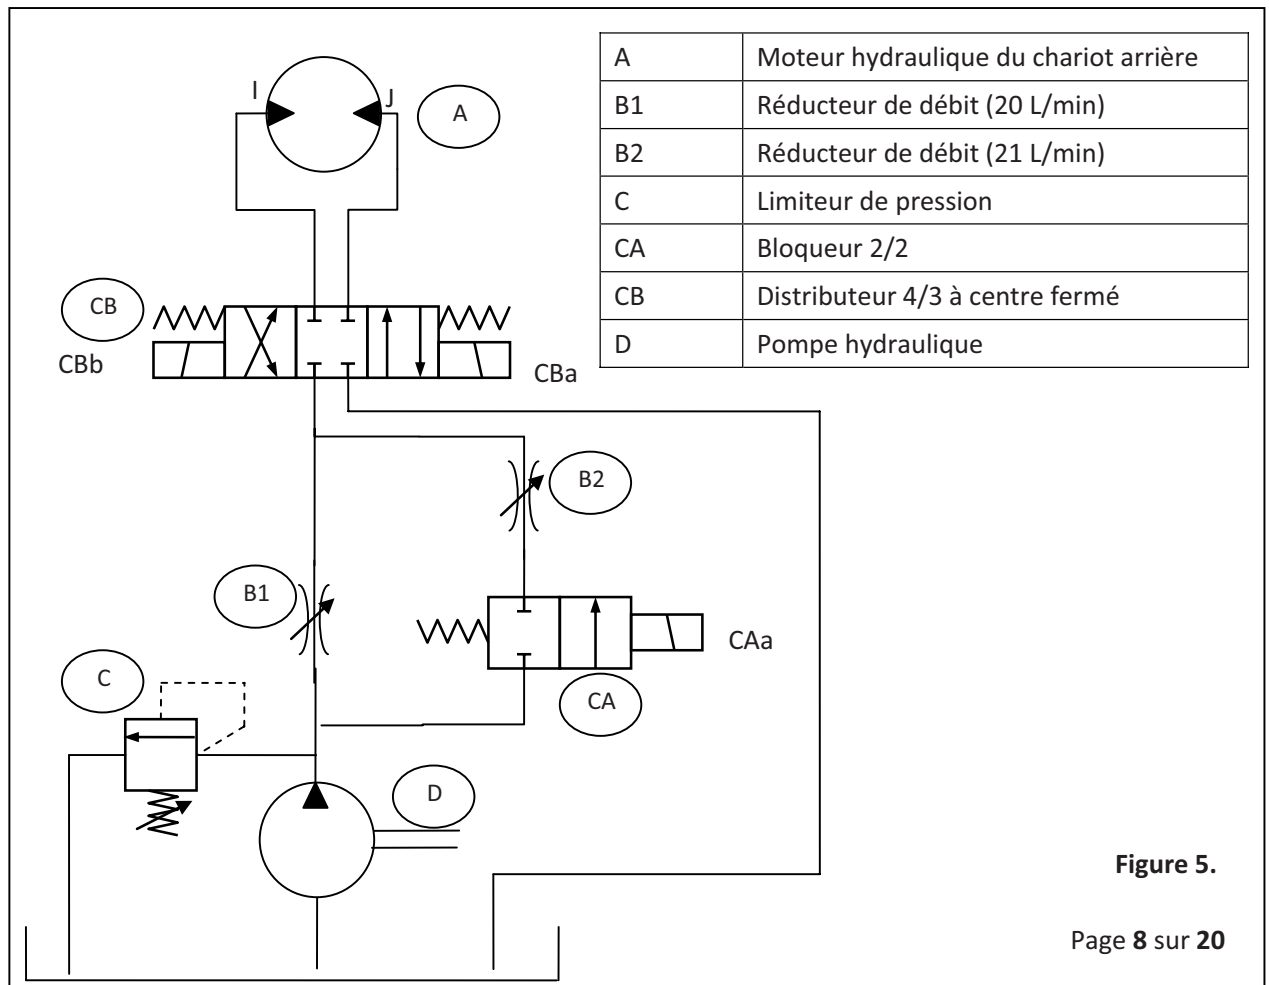 I
J
A
A Moteur hydraulique du chariot arrière
B1 Réducteur de débit (20 L/min)
B2 Réducteur de débit (21 L/min)
C Limiteur de pression
CA Bloqueur 2/2
CB Distributeur 4/3 à centre fermé
D Pompe hydraulique
CB
CBb
CBa
B2
B1
CAa
C
CA
D
Figure 5.
Page 8 sur 20